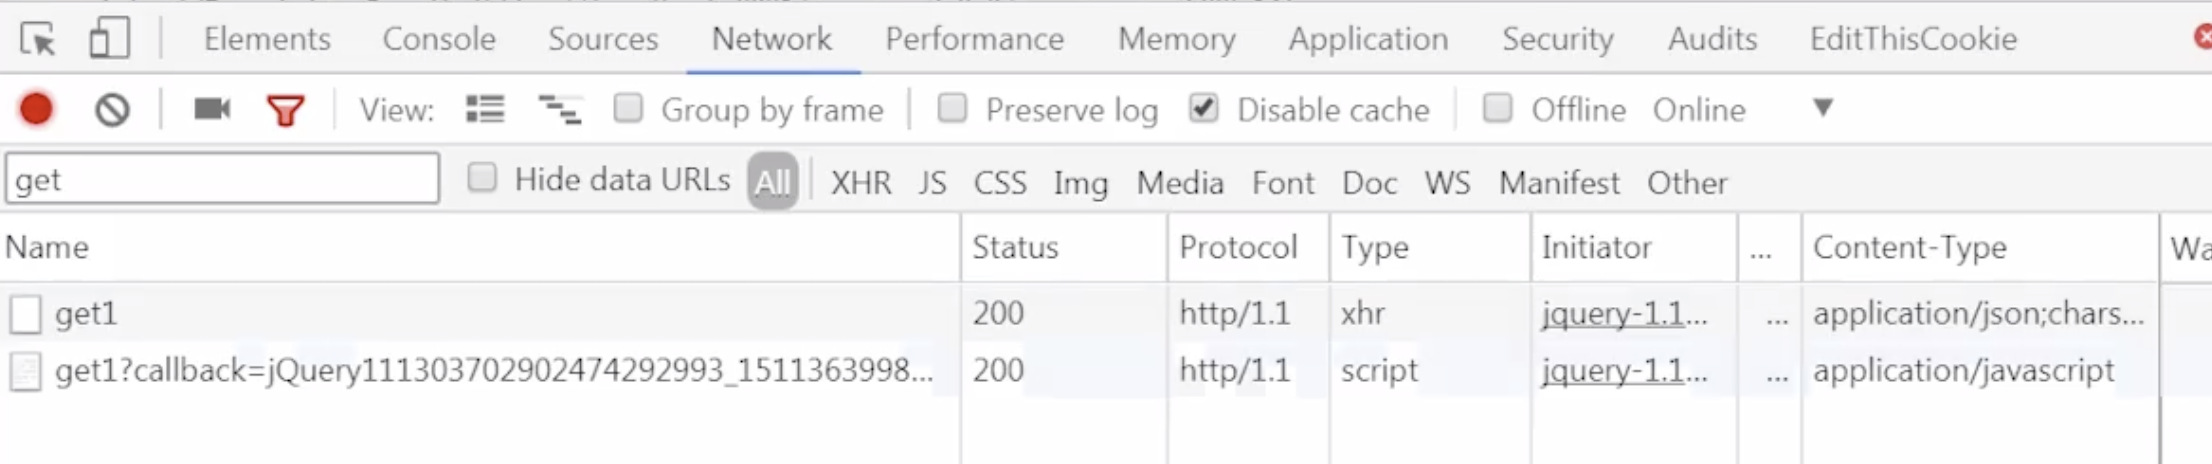 Elements Console Sources Network Performance Memory Application Security Audits EditThisCookie
View: Group by frame Preserve log Disable cache Offline Online
get Hide data URLs All XHR JS CSS Img Media Font Doc WS Manifest Other
Name Status Protocol Type Initiator ... Content-Type
get1 200 http/1.1 xhr jquery-1.1... ... application/json;chars...
get1?callback=jQuery111303702902474292993_1511363998... 200 http/1.1 script jquery-1.1... ... application/javascript